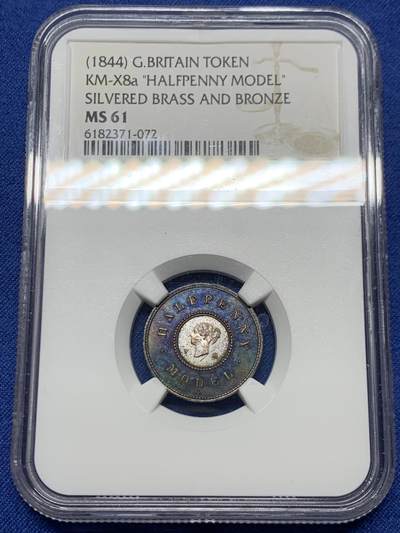 (1844) G.BRITAIN TOKEN
KM-X8a "HALFPENNY MODEL"
SILVERED BRASS AND BRONZE
MS 61
6182371-072
HALFPENNY
MODEL